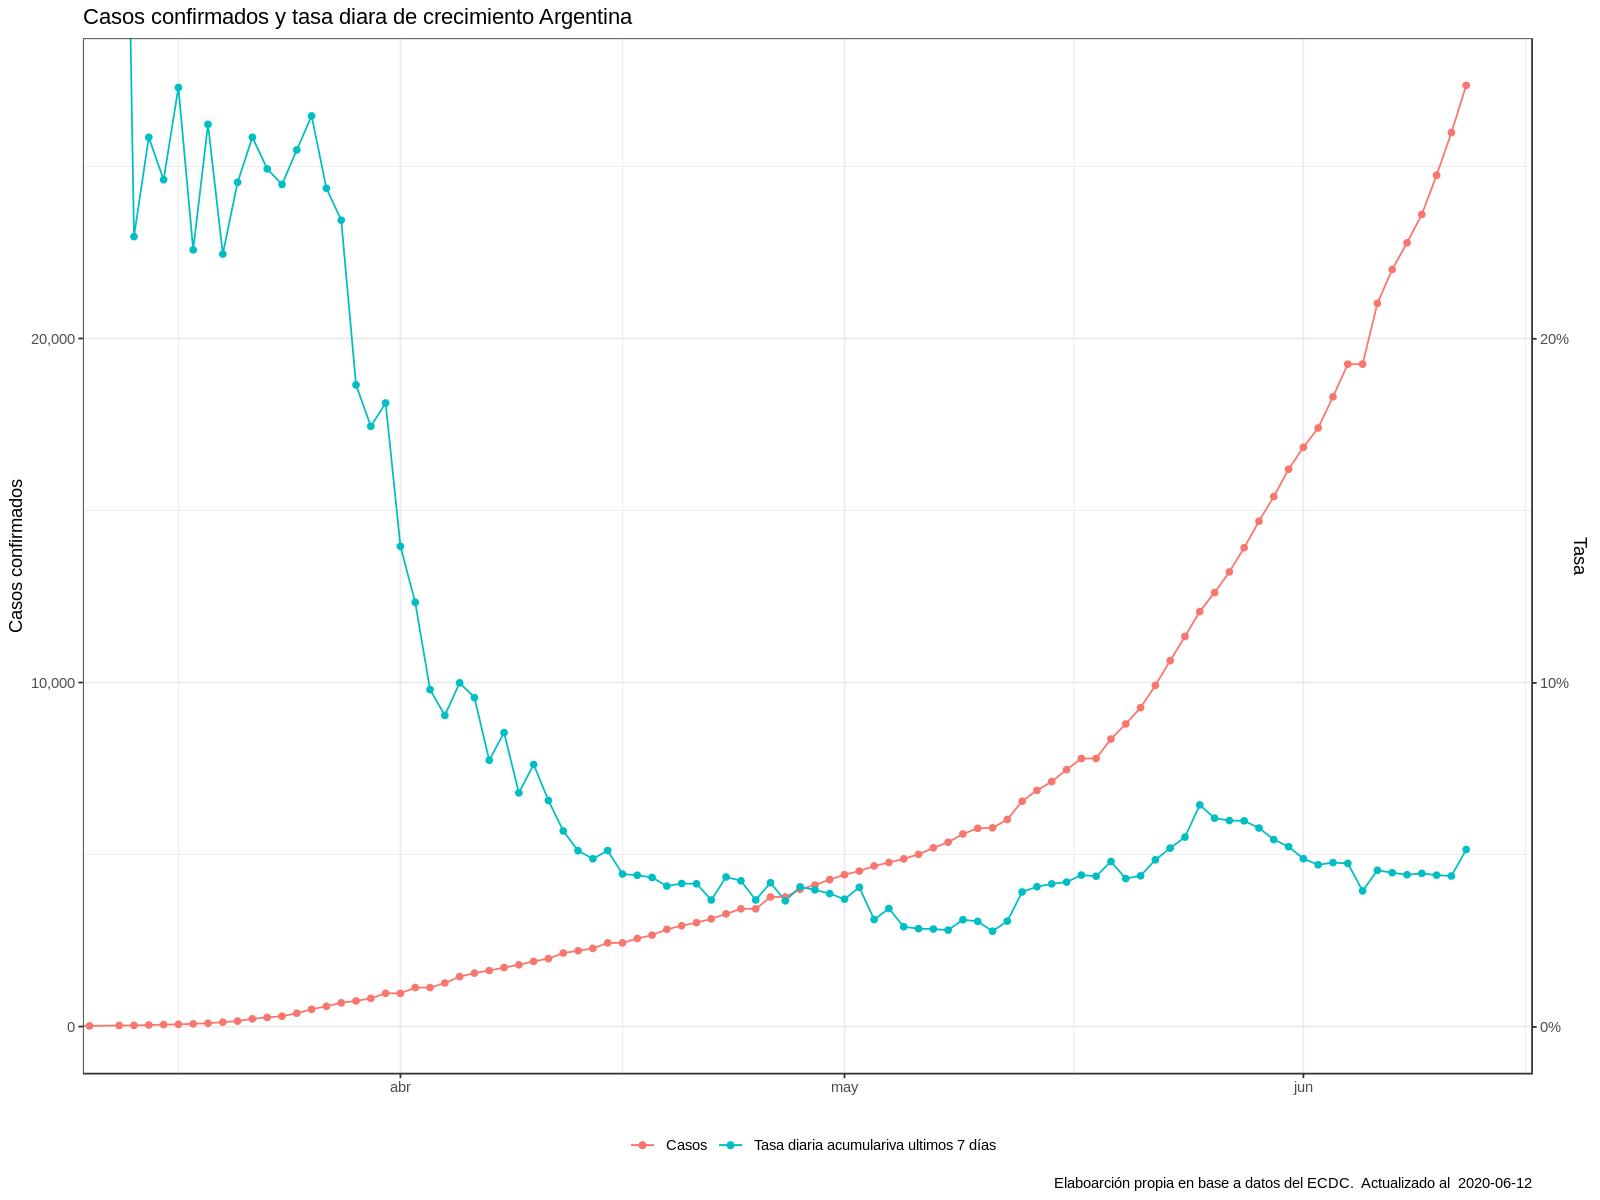 Casos confirmados y tasa diara de crecimiento Argentina
Casos confirmados
20,000
10,000
0
20%
10%
0%
Tasa
abr
may
jun
Casos
Tasa diaria acumulariva ultimos 7 días
Elaboarción propia en base a datos del ECDC.  Actualizado al  2020-06-12